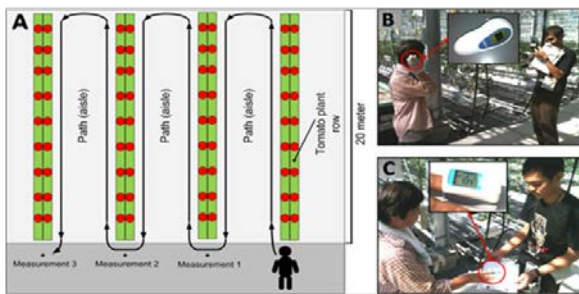 A
Path (aisle)
Path (aisle)
Path (aisle)
Tomato plant
row
20 meter
Measurement 3
Measurement 2
Measurement 1
B
C